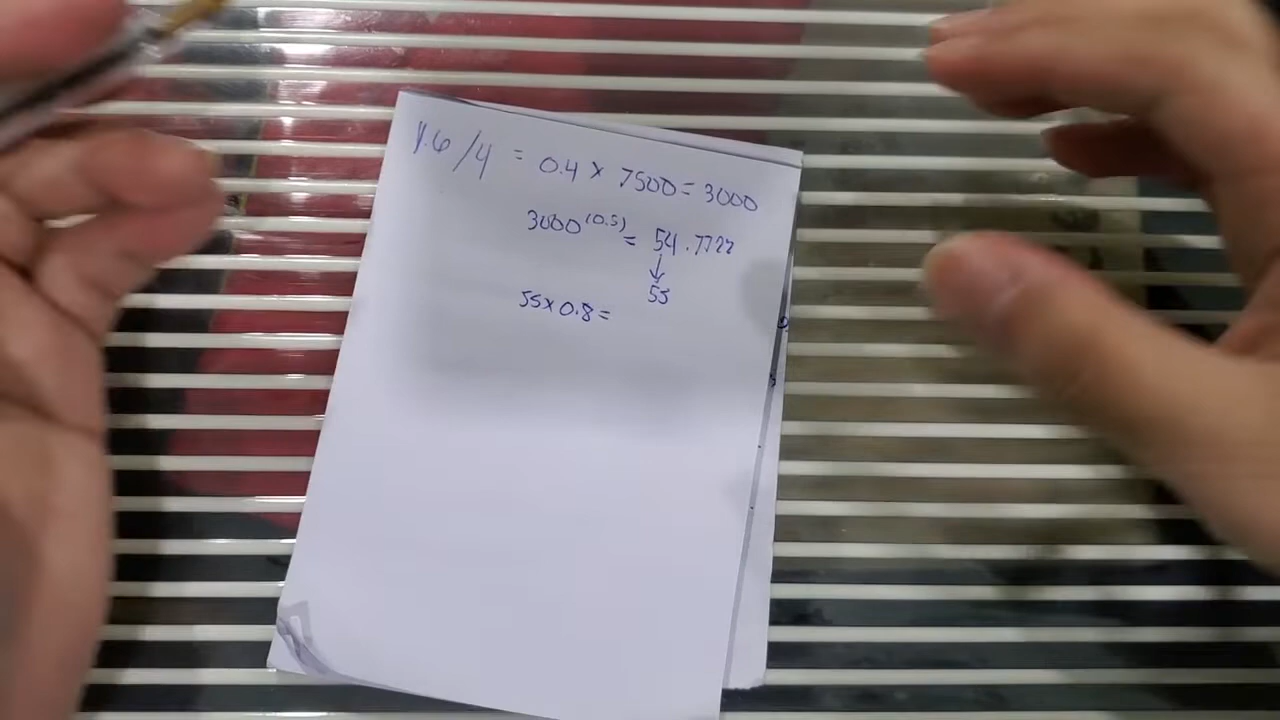 1.6/4 = 0.4 x 7500 = 3000
3000^(0.5) = 54.7722
↓
55
55x0.8=